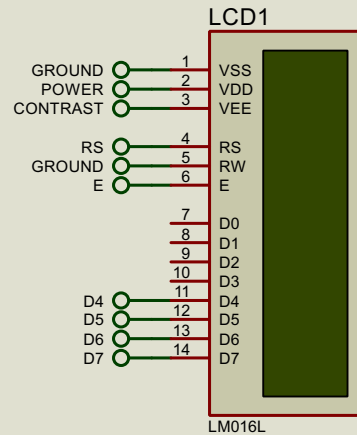 LCD1
GROUND 1 VSS
POWER 2 VDD
CONTRAST 3 VEE
RS 4 RS
GROUND 5 RW
E 6 E
7 D0
8 D1
9 D2
10 D3
D4 11 D4
D5 12 D5
D6 13 D6
D7 14 D7
LM016L